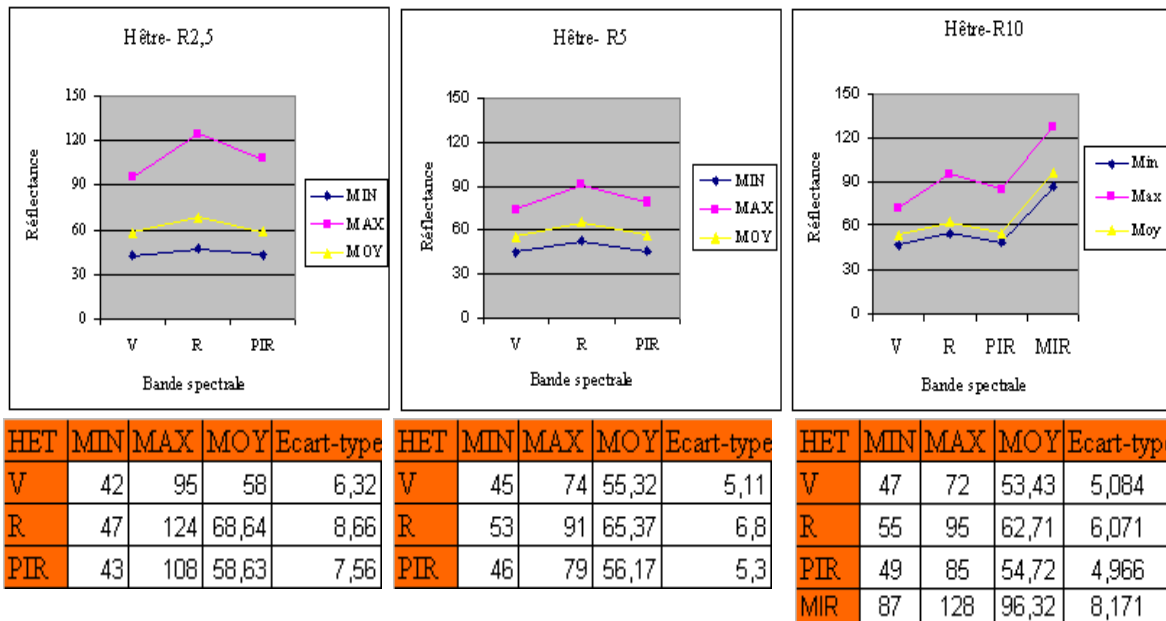 Hêtre- R2,5
150
120
90
60
30
0
Réflectance
V R PIR
Bande spectrale
MIN
MAX
MOY
Hêtre- R5
150
120
90
60
30
0
Réflectance
V R PIR
Bande spectrale
MIN
MAX
MOY
Hêtre-R10
150
120
90
60
30
0
Réflectance
V R PIR MIR
Bande spectrale
Min
Max
Moy
HET MIN MAX MOY Ecart-type
V 42 95 58 6,32
R 47 124 68,64 8,66
PIR 43 108 58,63 7,56
HET MIN MAX MOY Ecart-type
V 45 74 55,32 5,11
R 53 91 65,37 6,8
PIR 46 79 56,17 5,3
HET MIN MAX MOY Ecart-type
V 47 72 53,43 5,084
R 55 95 62,71 6,071
PIR 49 85 54,72 4,966
MIR 87 128 96,32 8,171